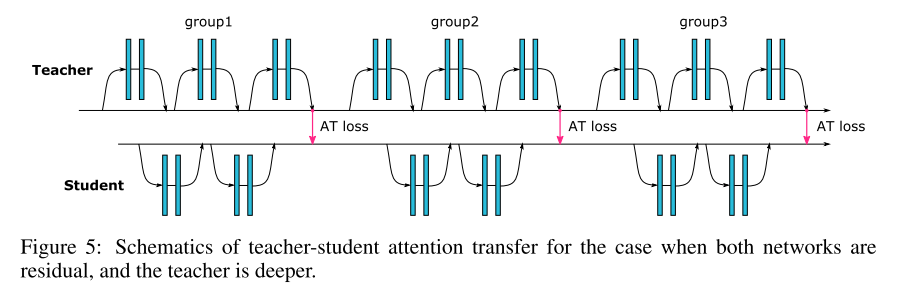 group1 group2 group3
Teacher
AT loss AT loss AT loss
Student
Figure 5: Schematics of teacher-student attention transfer for the case when both networks are
residual, and the teacher is deeper.